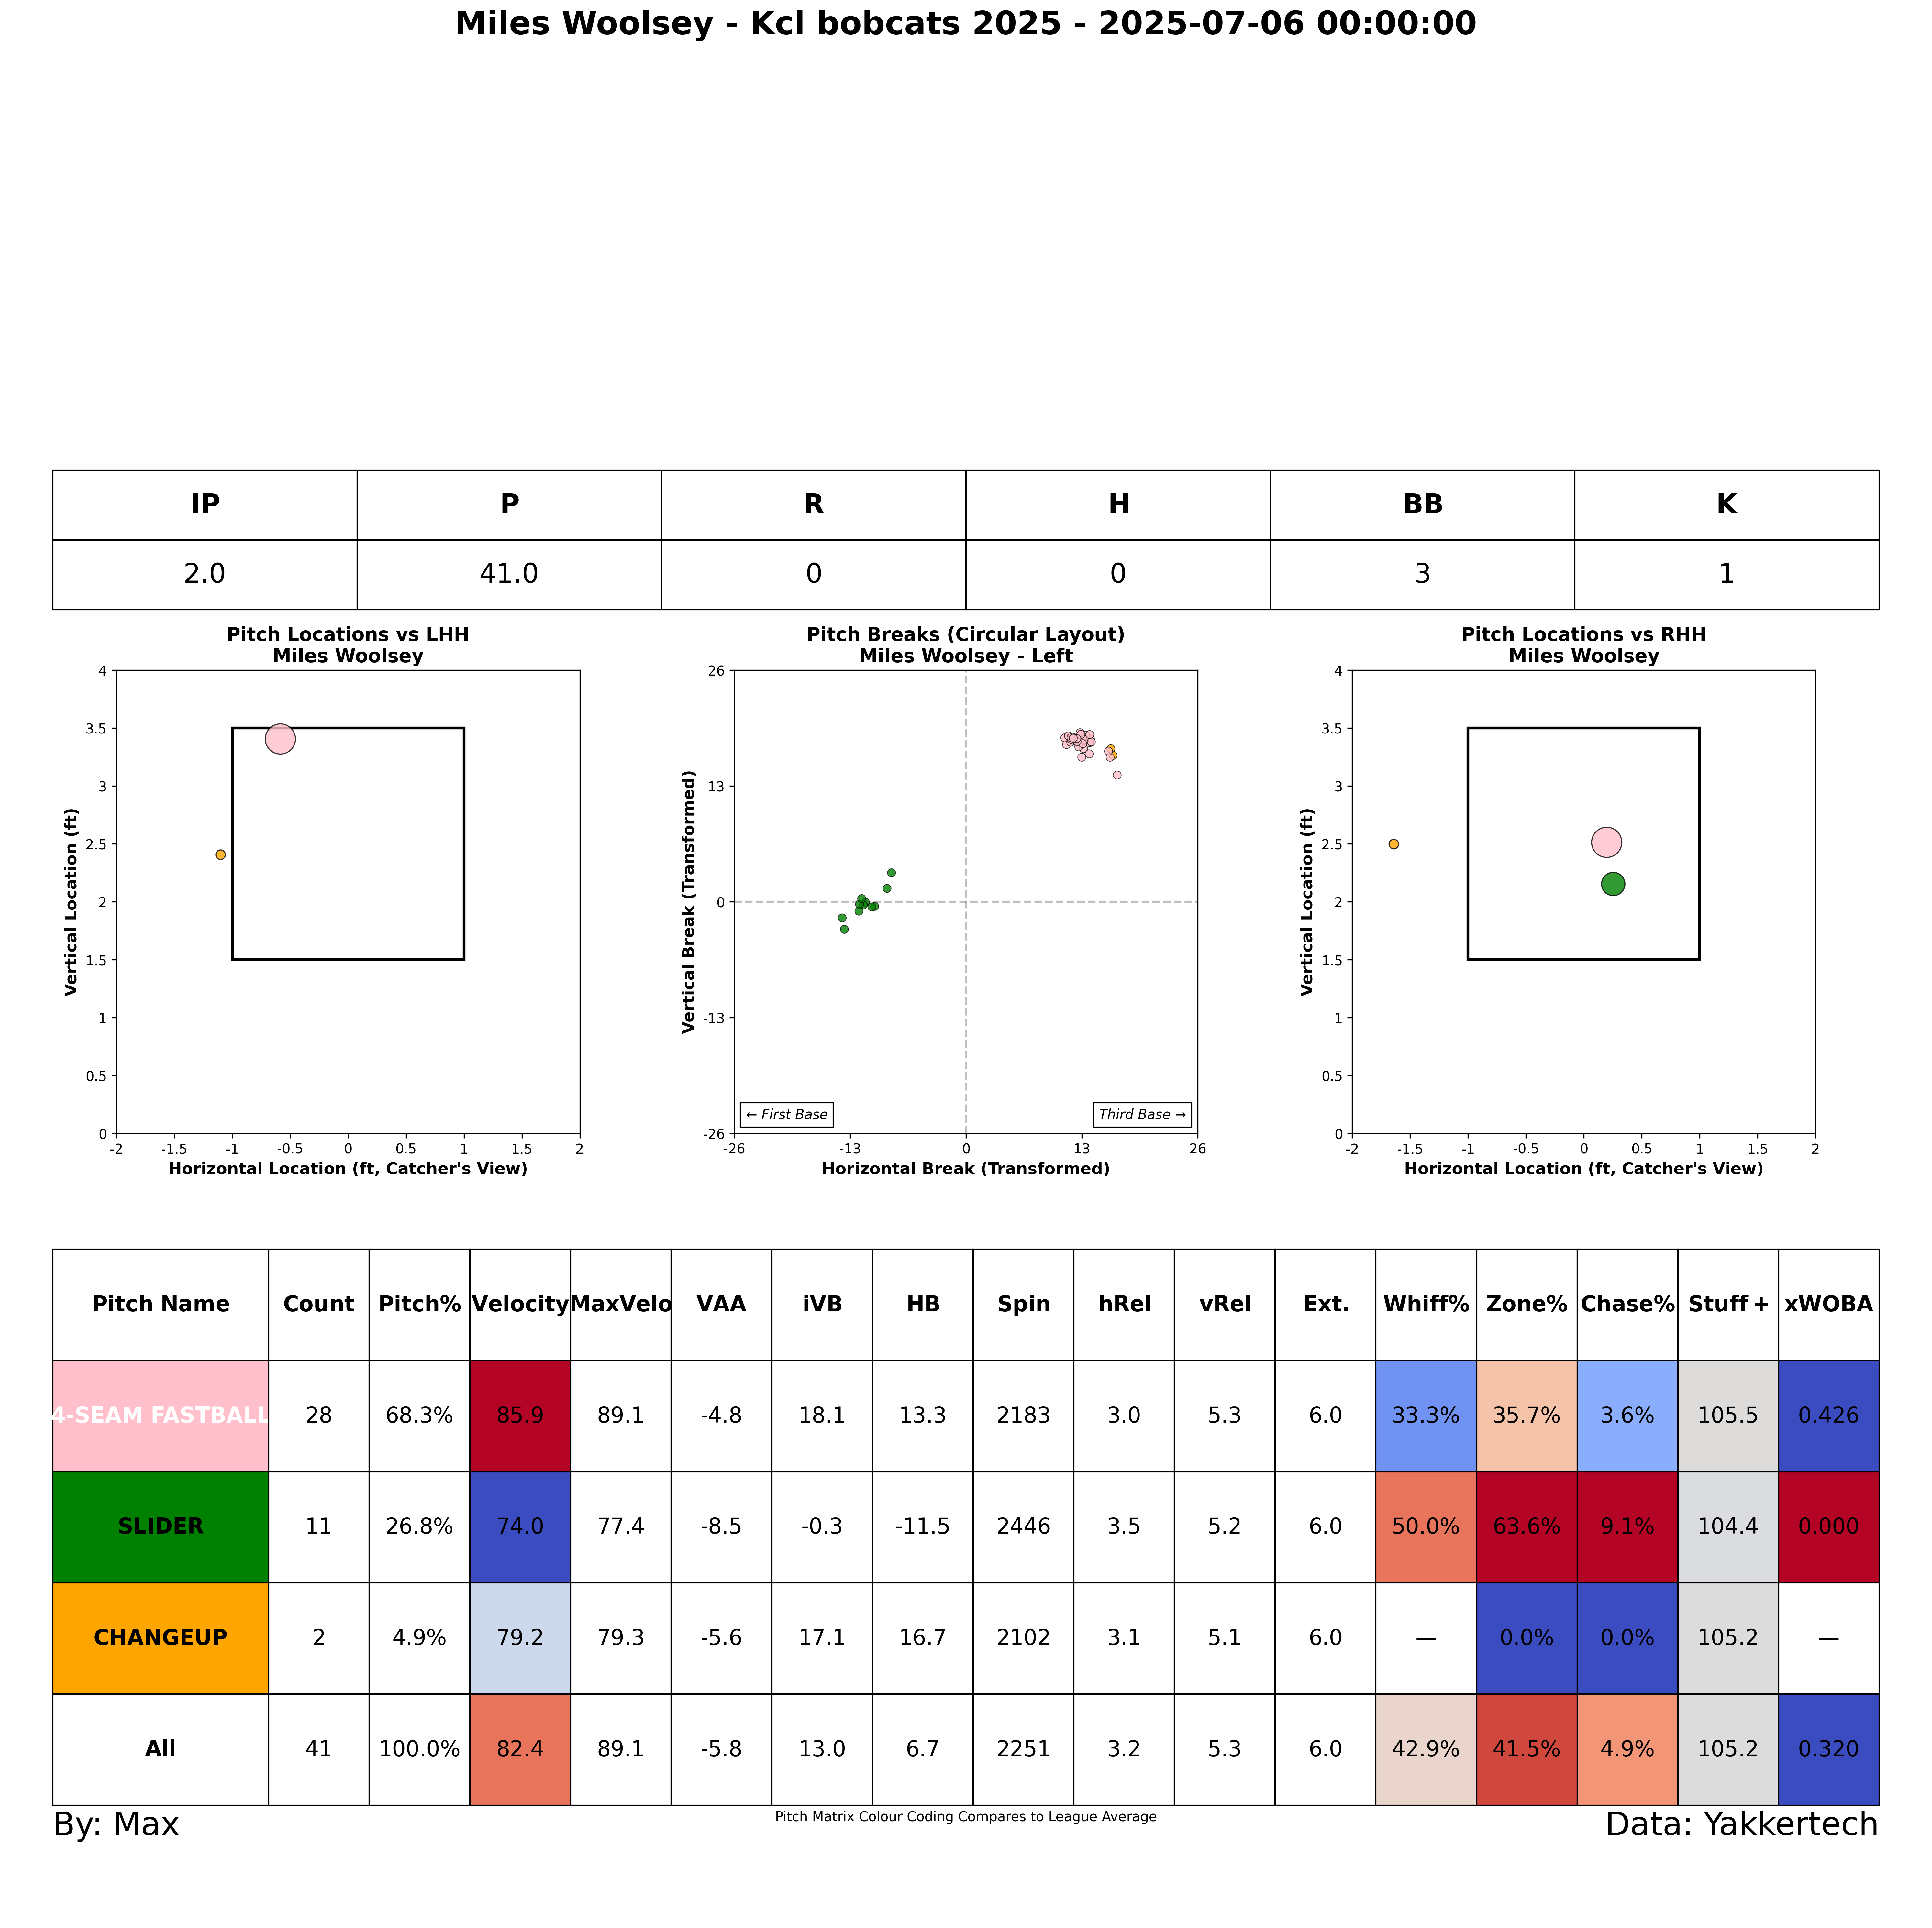 Miles Woolsey - Kcl bobcats 2025 - 2025-07-06 00:00:00
IP P R H BB K
2.0 41.0 0 0 3 1
Pitch Locations vs LHH
Miles Woolsey
4
3.5
3
2.5
2
1.5
1
0.5
0
-2 -1.5 -1 -0.5 0 0.5 1 1.5 2
Vertical Location (ft)
Horizontal Location (ft, Catcher's View)
Pitch Breaks (Circular Layout)
Miles Woolsey - Left
26
13
0
-13
-26
-26 -13 0 13 26
Vertical Break (Transformed)
← First Base
Third Base →
Horizontal Break (Transformed)
Pitch Locations vs RHH
Miles Woolsey
4
3.5
3
2.5
2
1.5
1
0.5
0
-2 -1.5 -1 -0.5 0 0.5 1 1.5 2
Vertical Location (ft)
Horizontal Location (ft, Catcher's View)
Pitch Name Count Pitch% Velocity MaxVelo VAA iVB HB Spin hRel vRel Ext. Whiff% Zone% Chase% Stuff+ xWOBA
4-SEAM FASTBALL 28 68.3% 85.9 89.1 -4.8 18.1 13.3 2183 3.0 5.3 6.0 33.3% 35.7% 3.6% 105.5 0.426
SLIDER 11 26.8% 74.0 77.4 -8.5 -0.3 -11.5 2446 3.5 5.2 6.0 50.0% 63.6% 9.1% 104.4 0.000
CHANGEUP 2 4.9% 79.2 79.3 -5.6 17.1 16.7 2102 3.1 5.1 6.0 — 0.0% 0.0% 105.2 —
All 41 100.0% 82.4 89.1 -5.8 13.0 6.7 2251 3.2 5.3 6.0 42.9% 41.5% 4.9% 105.2 0.320
Pitch Matrix Colour Coding Compares to League Average
By: Max
Data: Yakkertech